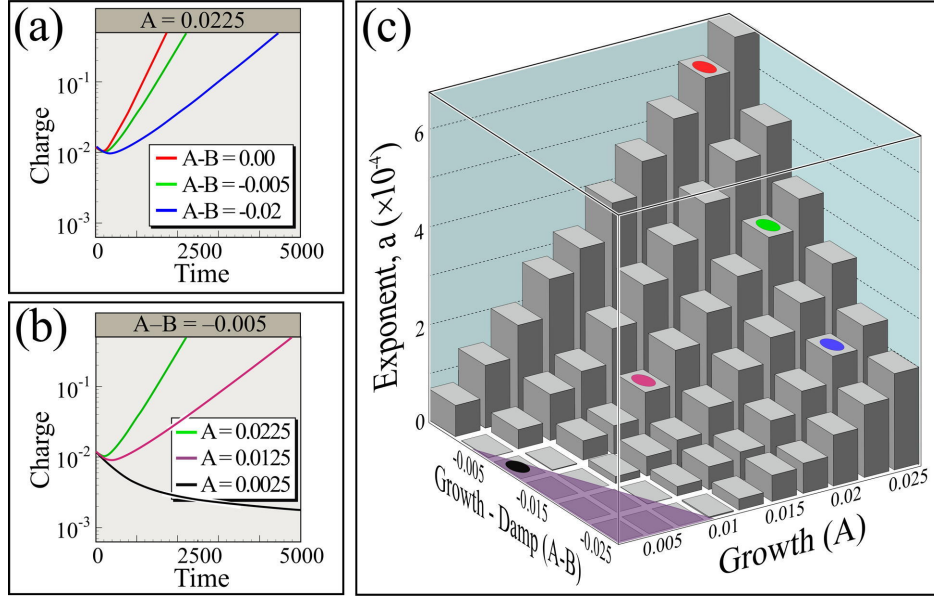 (a)
A = 0.0225
10⁻¹
10⁻²
10⁻³
Charge
A-B = 0.00
A-B = -0.005
A-B = -0.02
0
2500
5000
Time
(b)
A–B = –0.005
10⁻¹
10⁻²
10⁻³
Charge
A = 0.0225
A = 0.0125
A = 0.0025
0
2500
5000
Time
(c)
Exponent, a (×10⁻⁴)
6
4
2
0
-0.005
-0.015
-0.025
Growth - Damp (A-B)
0.005
0.01
0.015
0.02
0.025
Growth (A)